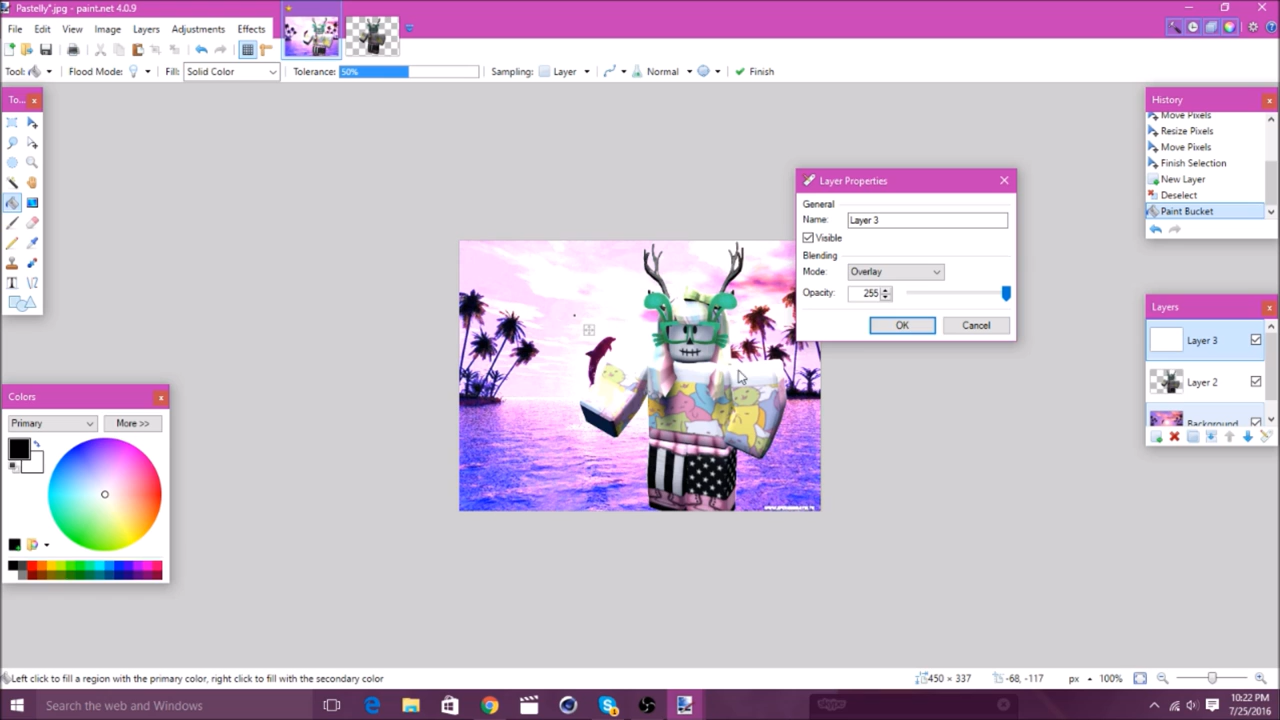 Pastelly*.jpg - paint.net 4.0.9
File Edit View Image Layers Adjustments Effects
Tool: Flood Mode: Fill: Solid Color Tolerance: 50% Sampling: Layer Normal Finish
To... x
History x
Move Pixels
Resize Pixels
Move Pixels
Finish Selection
New Layer
Deselect
Paint Bucket
Layer Properties
General
Name: Layer 3
Visible
Blending
Mode: Overlay
Opacity: 255
OK Cancel
Layers x
Layer 3
Layer 2
Background
Colors x
Primary More >>
Left click to fill a region with the primary color, right click to fill with the secondary color
450 × 337 -68, -117 px 100%
Search the web and Windows
10:22 PM
7/25/2016